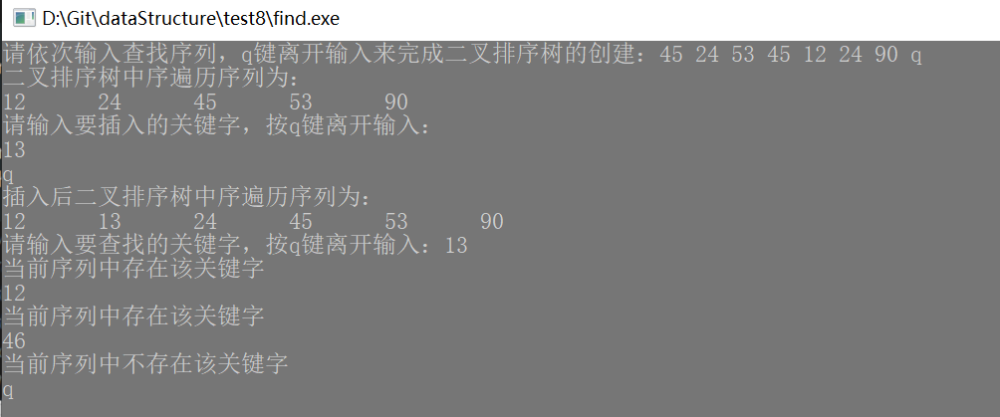 D:\Git\dataStructure\test8\find.exe
请依次输入查找序列，q键离开输入来完成二叉排序树的创建：45 24 53 45 12 24 90 q
二叉排序树中序遍历序列为：
12 24 45 53 90
请输入要插入的关键字，按q键离开输入：
13
q
插入后二叉排序树中序遍历序列为：
12 13 24 45 53 90
请输入要查找的关键字，按q键离开输入：13
当前序列中存在该关键字
12
当前序列中存在该关键字
46
当前序列中不存在该关键字
q